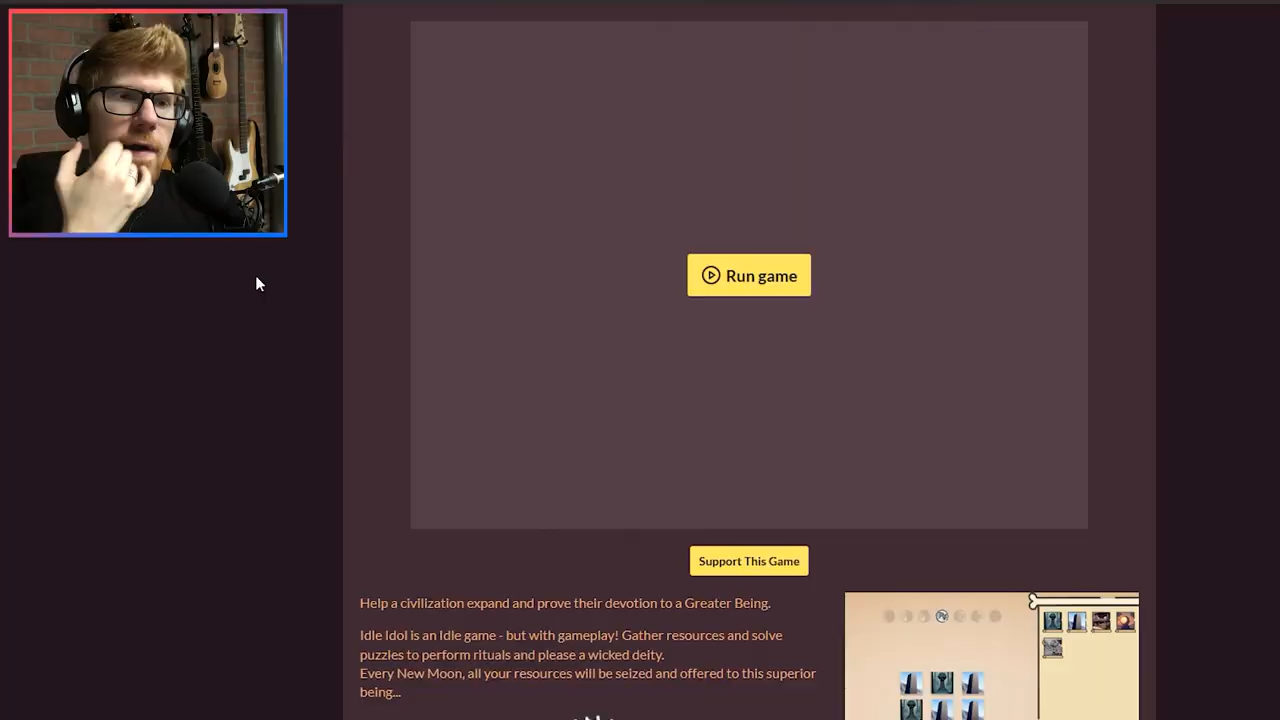 Run game
Support This Game
Help a civilization expand and prove their devotion to a Greater Being.
Idle Idol is an Idle game - but with gameplay! Gather resources and solve
puzzles to perform rituals and please a wicked deity.
Every New Moon, all your resources will be seized and offered to this superior
being...